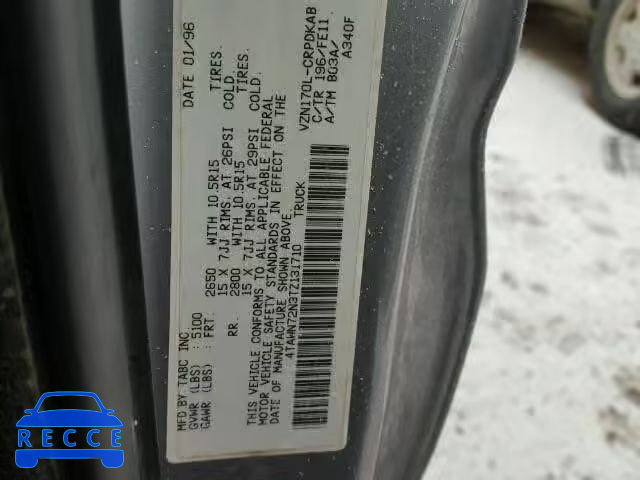 MFD BY: TABC INC. DATE 01/96
GVWR (LBS) : 5100
GAWR (LBS) : FRT. 2650 WITH 10.5R15 TIRES.
15 X 7JJ RIMS. AT 26PSI COLD.
RR. 2800 WITH 10.5R15 TIRES.
15 X 7JJ RIMS. AT 29PSI COLD.
THIS VEHICLE CONFORMS TO ALL APPLICABLE FEDERAL
MOTOR VEHICLE SAFETY STANDARDS IN EFFECT ON THE
DATE OF MANUFACTURE SHOWN ABOVE.
4TAWN72N3TZ131710 TRUCK
VZN170L-CRPDKAB
C/TR 196/FE11
A/TM B03A/ A340F
RECCE